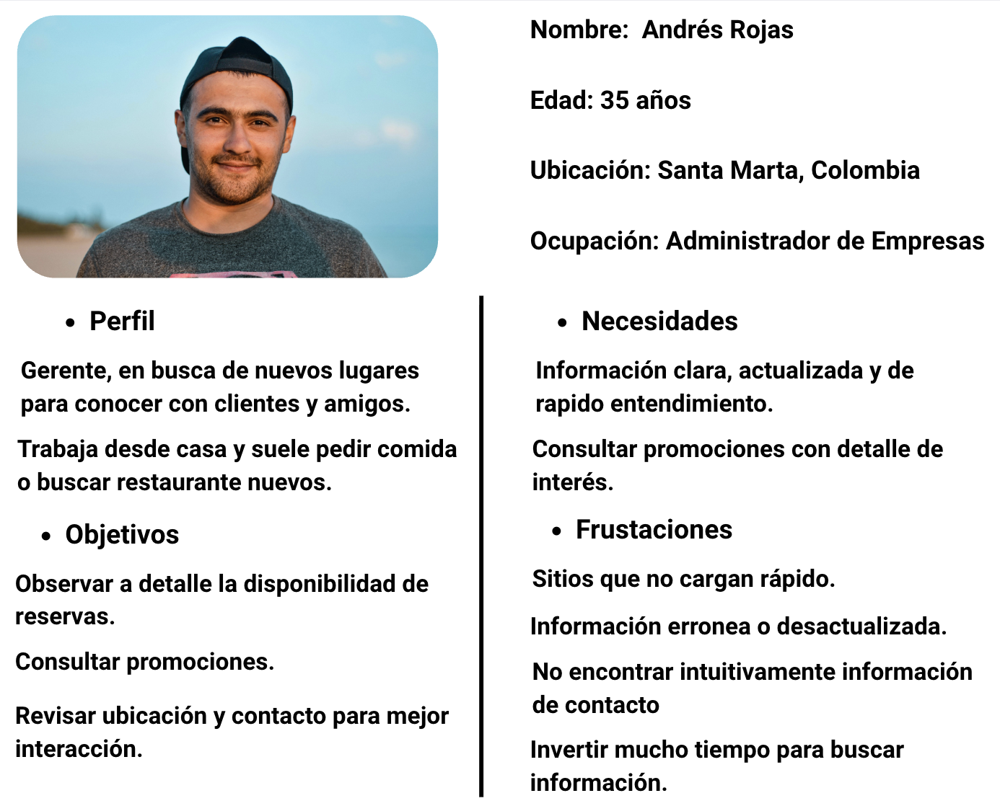 Nombre: Andrés Rojas
Edad: 35 años
Ubicación: Santa Marta, Colombia
Ocupación: Administrador de Empresas
• Perfil
Gerente, en busca de nuevos lugares
para conocer con clientes y amigos.
Trabaja desde casa y suele pedir comida
o buscar restaurante nuevos.
• Objetivos
Observar a detalle la disponibilidad de
reservas.
Consultar promociones.
Revisar ubicación y contacto para mejor
interacción.
• Necesidades
Información clara, actualizada y de
rapido entendimiento.
Consultar promociones con detalle de
interés.
• Frustaciones
Sitios que no cargan rápido.
Información erronea o desactualizada.
No encontrar intuitivamente información
de contacto
Invertir mucho tiempo para buscar
información.